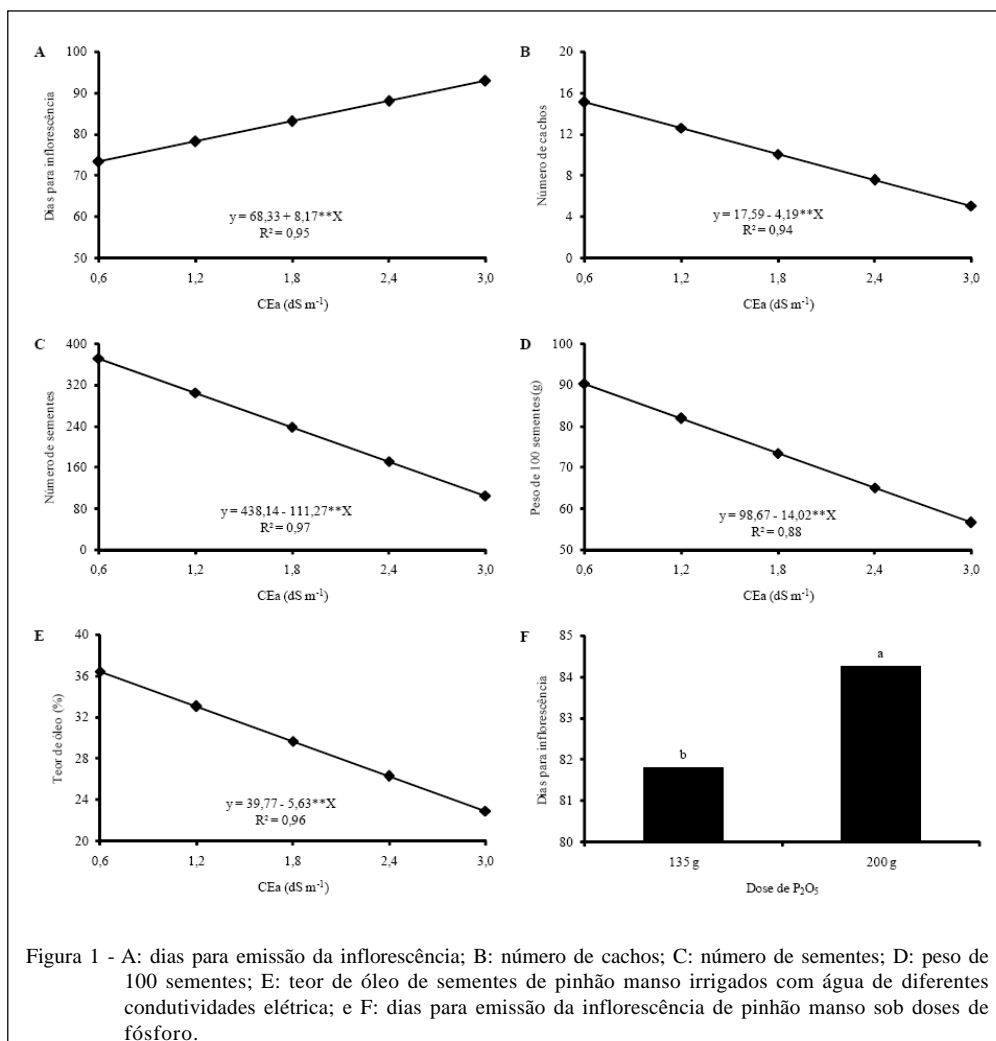 A
Dias para inflorescência
100
90
80
70
60
50
y = 68,33 + 8,17**X
R² = 0,95
0,6 1,2 1,8 2,4 3,0
CEa (dS m⁻¹)
B
Número de cachos
20
16
12
8
4
0
y = 17,59 - 4,19**X
R² = 0,94
0,6 1,2 1,8 2,4 3,0
CEa (dS m⁻¹)
C
Número de sementes
400
320
240
160
80
0
y = 438,14 - 111,27**X
R² = 0,97
0,6 1,2 1,8 2,4 3,0
CEa (dS m⁻¹)
D
Peso de 100 sementes (g)
100
90
80
70
60
50
y = 98,67 - 14,02**X
R² = 0,88
0,6 1,2 1,8 2,4 3,0
CEa (dS m⁻¹)
E
Teor de óleo (%)
40
36
32
28
24
20
y = 39,77 - 5,63**X
R² = 0,96
0,6 1,2 1,8 2,4 3,0
CEa (dS m⁻¹)
F
Dias para inflorescência
85
84
83
82
81
80
b
a
135 g 200 g
Dose de P₂O₅
Figura 1 - A: dias para emissão da inflorescência; B: número de cachos; C: número de sementes; D: peso de
100 sementes; E: teor de óleo de sementes de pinhão manso irrigados com água de diferentes
condutividades elétrica; e F: dias para emissão da inflorescência de pinhão manso sob doses de
fósforo.